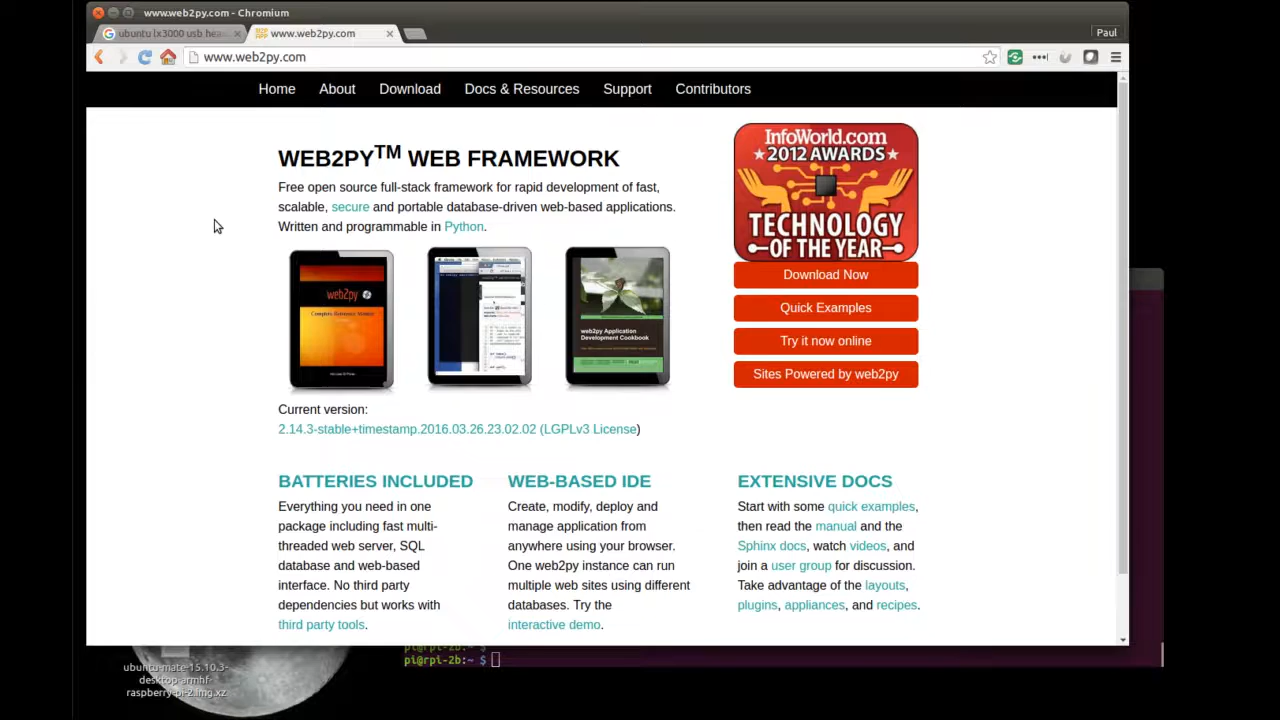 www.web2py.com - Chromium
ubuntu lx3000 usb hea
www.web2py.com
Paul
www.web2py.com
Home About Download Docs & Resources Support Contributors
WEB2PY™ WEB FRAMEWORK
Free open source full-stack framework for rapid development of fast,
scalable, secure and portable database-driven web-based applications.
Written and programmable in Python.
InfoWorld.com
2012 AWARDS
TECHNOLOGY
OF THE YEAR
Download Now
Quick Examples
Try it now online
Sites Powered by web2py
web2py
Complete Reference Manual
web2py Application
Development Cookbook
Current version:
2.14.3-stable+timestamp.2016.03.26.23.02.02 (LGPLv3 License)
BATTERIES INCLUDED
Everything you need in one
package including fast multi-
threaded web server, SQL
database and web-based
interface. No third party
dependencies but works with
third party tools.
WEB-BASED IDE
Create, modify, deploy and
manage application from
anywhere using your browser.
One web2py instance can run
multiple web sites using different
databases. Try the
interactive demo.
EXTENSIVE DOCS
Start with some quick examples,
then read the manual and the
Sphinx docs, watch videos, and
join a user group for discussion.
Take advantage of the layouts,
plugins, appliances, and recipes.
pi@rpi-2b:~ $
pi@rpi-2b:~ $
ubuntu-mate-15.10.3-
desktop-armhf-
raspberry-pi-2.img.xz